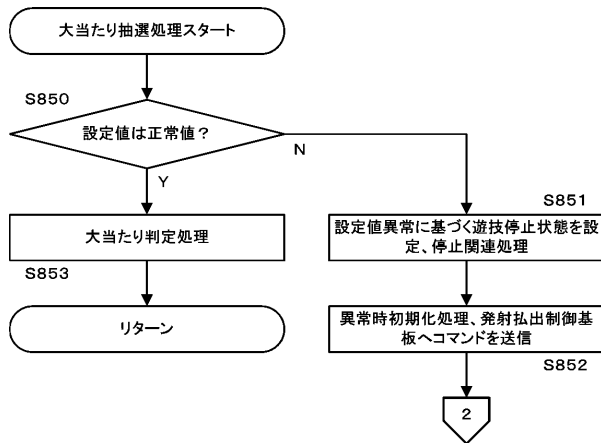 大当たり抽選処理スタート
S850
設定値は正常値？
N
Y
S851
大当たり判定処理
設定値異常に基づく遊技停止状態を設
定、停止関連処理
S853
リターン
異常時初期化処理、発射払出制御基
板へコマンドを送信
S852
2